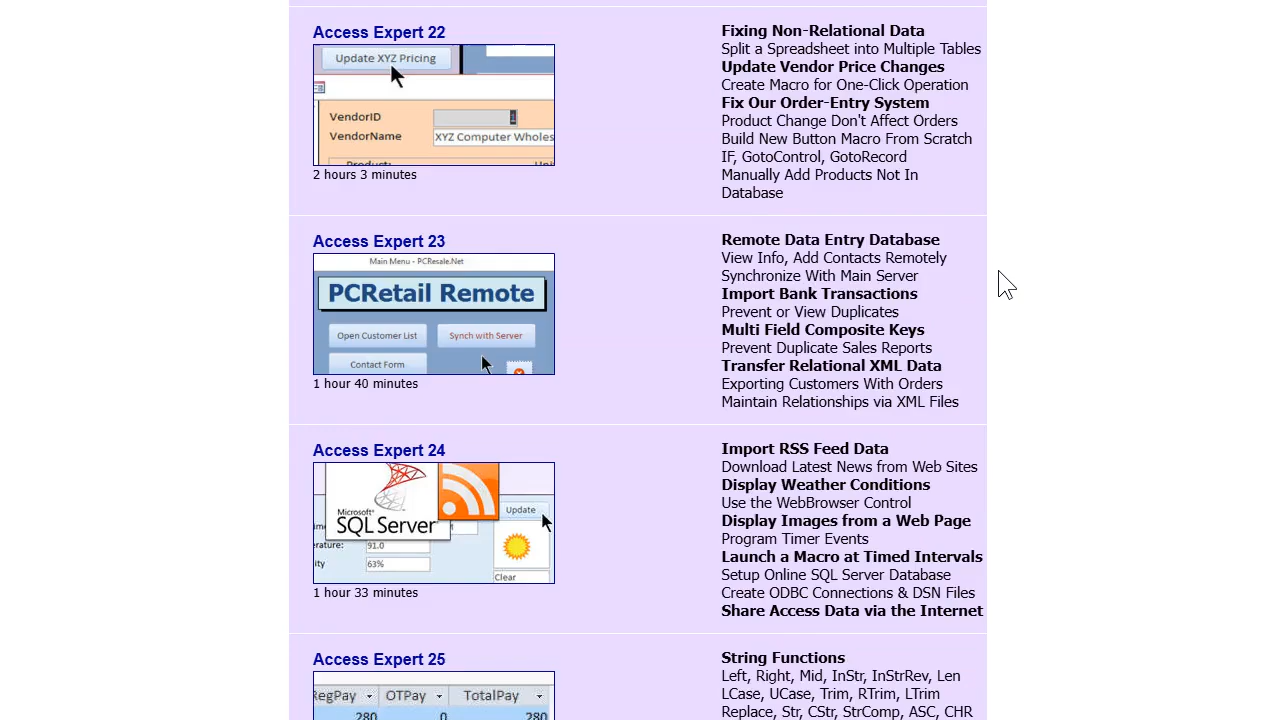 Access Expert 22
Update XYZ Pricing
VendorID
VendorName
XYZ Computer Wholes
Product:
2 hours 3 minutes
Fixing Non-Relational Data
Split a Spreadsheet into Multiple Tables
Update Vendor Price Changes
Create Macro for One-Click Operation
Fix Our Order-Entry System
Product Change Don't Affect Orders
Build New Button Macro From Scratch
IF, GotoControl, GotoRecord
Manually Add Products Not In
Database
Access Expert 23
Main Menu - PCResale.Net
PCRetail Remote
Open Customer List
Synch with Server
Contact Form
1 hour 40 minutes
Remote Data Entry Database
View Info, Add Contacts Remotely
Synchronize With Main Server
Import Bank Transactions
Prevent or View Duplicates
Multi Field Composite Keys
Prevent Duplicate Sales Reports
Transfer Relational XML Data
Exporting Customers With Orders
Maintain Relationships via XML Files
Access Expert 24
Microsoft®
SQL Server
Update
erature:
91.0
ity
63%
Clear
1 hour 33 minutes
Import RSS Feed Data
Download Latest News from Web Sites
Display Weather Conditions
Use the WebBrowser Control
Display Images from a Web Page
Program Timer Events
Launch a Macro at Timed Intervals
Setup Online SQL Server Database
Create ODBC Connections & DSN Files
Share Access Data via the Internet
Access Expert 25
RegPay
OTPay
TotalPay
280
0
280
String Functions
Left, Right, Mid, InStr, InStrRev, Len
LCase, UCase, Trim, RTrim, LTrim
Replace, Str, CStr, StrComp, ASC, CHR